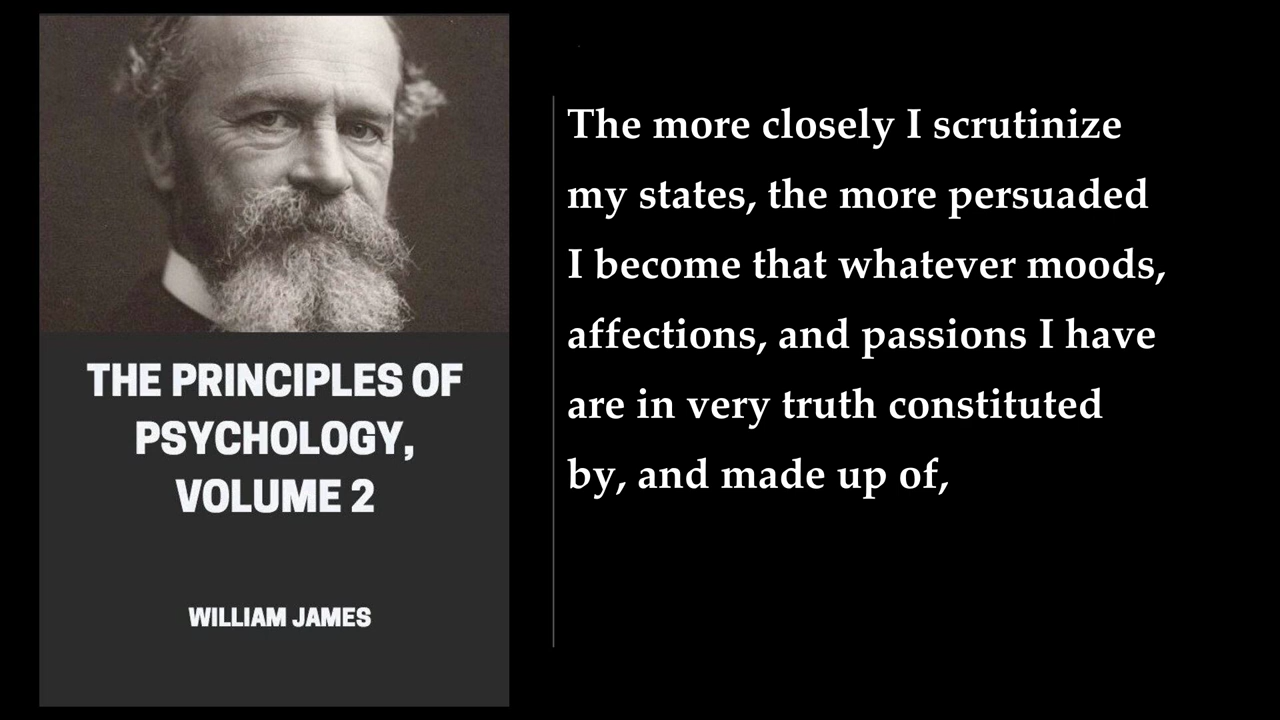 THE PRINCIPLES OF
PSYCHOLOGY,
VOLUME 2
WILLIAM JAMES
The more closely I scrutinize
my states, the more persuaded
I become that whatever moods,
affections, and passions I have
are in very truth constituted
by, and made up of,